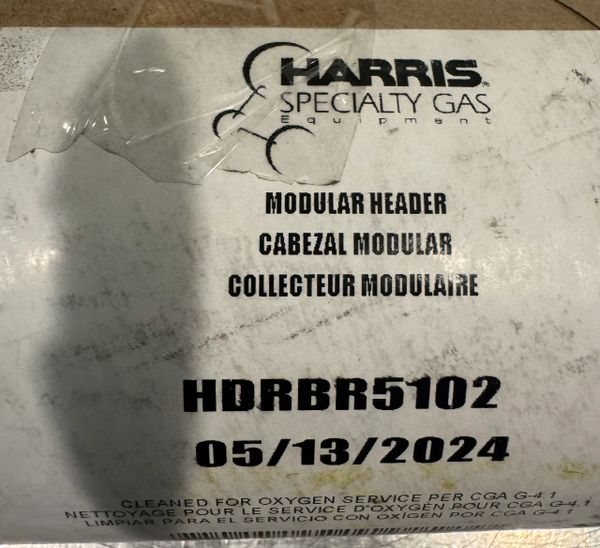 HARRIS®
SPECIALTY GAS
Equipment
MODULAR HEADER
CABEZAL MODULAR
COLLECTEUR MODULAIRE
HDRBR5102
05/13/2024
CLEANED FOR OXYGEN SERVICE PER CGA G-4.1
NETTOYAGE POUR LE SERVICE D'OXYGEN POUR CGA G-4.1
LIMPIAR PARA EL SERVICIO CON OXIGEN POR CGA G-4.1